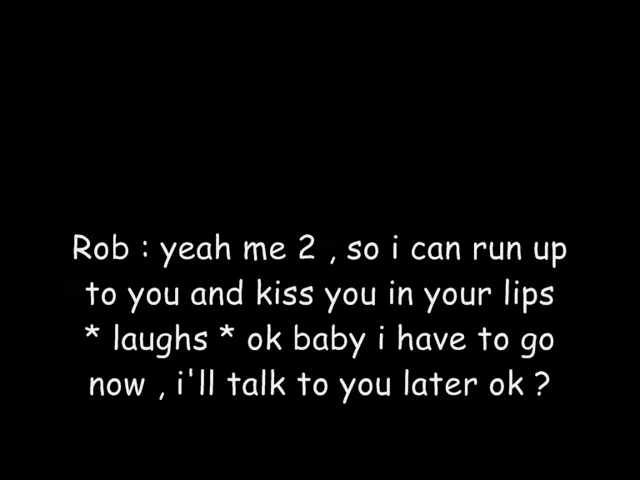 Rob : yeah me 2 , so i can run up
to you and kiss you in your lips
* laughs * ok baby i have to go
now , i'll talk to you later ok ?